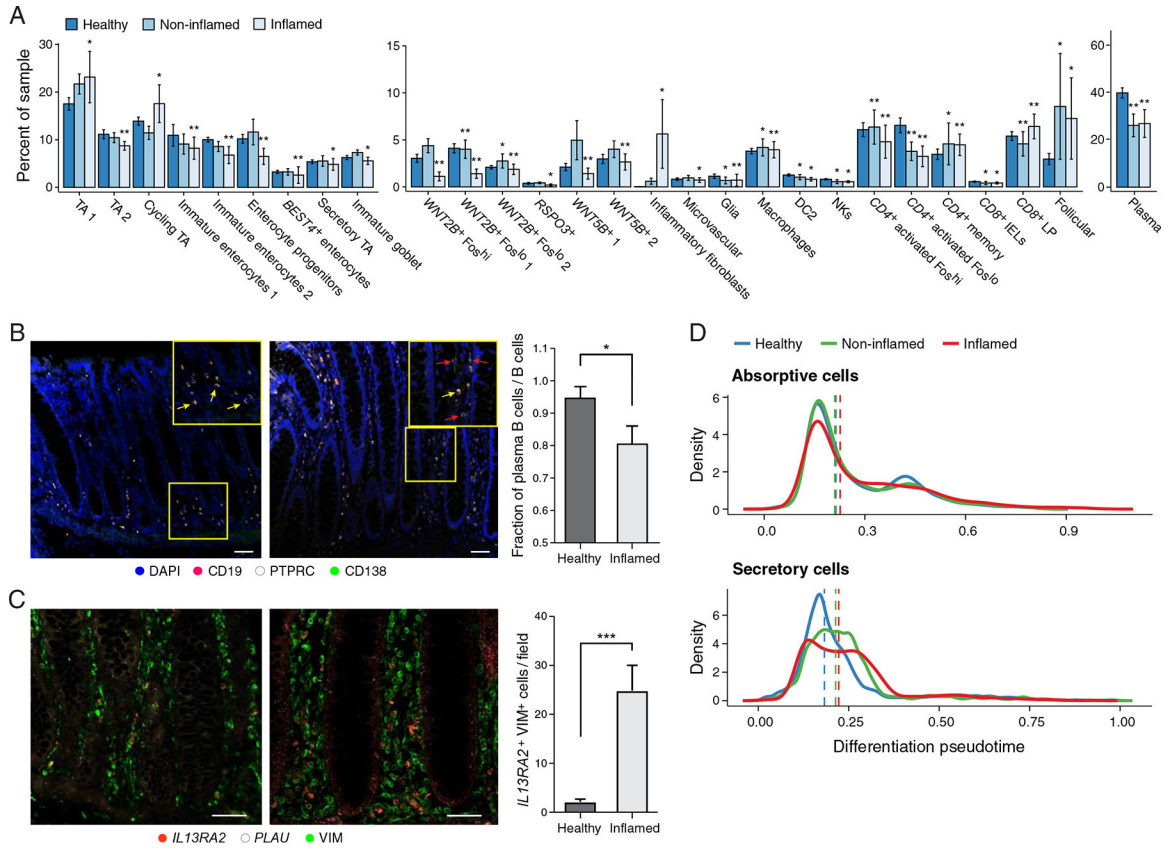 A
Healthy Non-inflamed Inflamed
Percent of sample
30
20
10
0
* ** * ** ** ** ** * *
TA 1
TA 2
Cycling TA
Immature enterocytes 1
Immature enterocytes 2
Enterocyte progenitors
BEST4+ enterocytes
Secretory TA
Immature goblet
15
10
5
0
** ** ** * ** * ** ** * * * ** * ** * * * * ** ** ** ** * ** * * ** ** * *
WNT2B+ Foshi
WNT2B+ Foslo 1
WNT2B+ Foslo 2
RSPO3+
WNT5B+ 1
WNT5B+ 2
Inflammatory fibroblasts
Microvascular
Glia
Macrophages
DC2
NKs
CD4+ activated Foshi
CD4+ activated Foslo
CD4+ memory
CD8+ IELs
CD8+ LP
Follicular
60
40
20
0
** **
Plasma
B
DAPI CD19 PTPRC CD138
Fraction of plasma B cells / B cells
1.1
1.0
0.9
0.8
0.7
0.6
0.5
*
Healthy Inflamed
C
IL13RA2 PLAU VIM
IL13RA2+ VIM+ cells / field
40
30
20
10
0
***
Healthy Inflamed
D
Healthy Non-inflamed Inflamed
Absorptive cells
Density
6
4
2
0
0.0 0.3 0.6 0.9
Secretory cells
Density
6
4
2
0
0.00 0.25 0.50 0.75 1.00
Differentiation pseudotime